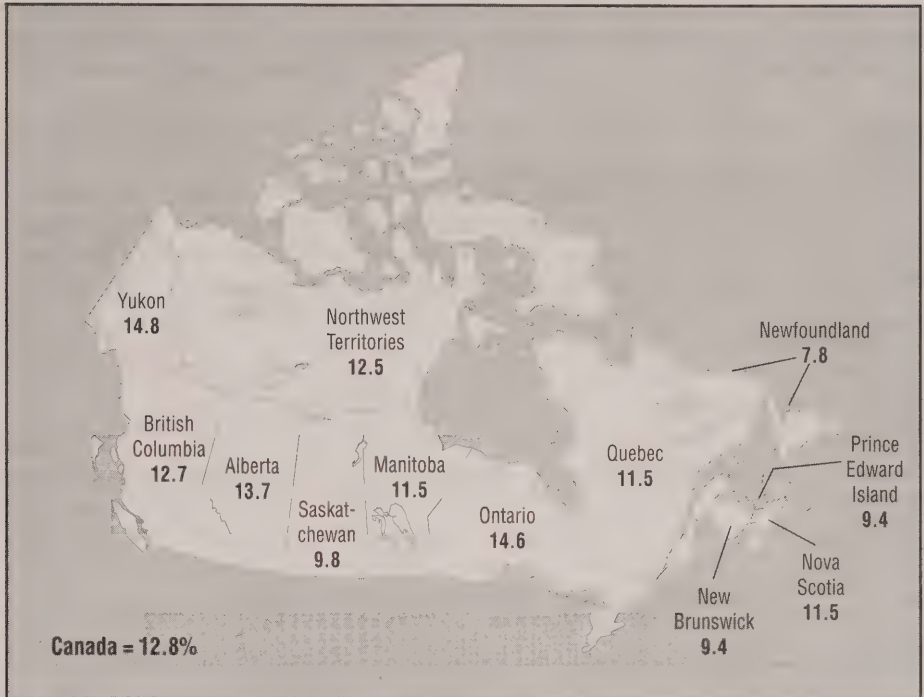 Yukon
14.8
Northwest
Territories
12.5
Newfoundland
7.8
British
Columbia
12.7
Alberta
13.7
Saskat-
chewan
9.8
Manitoba
11.5
Ontario
14.6
Quebec
11.5
Prince
Edward
Island
9.4
Nova
Scotia
11.5
New
Brunswick
9.4
Canada = 12.8%